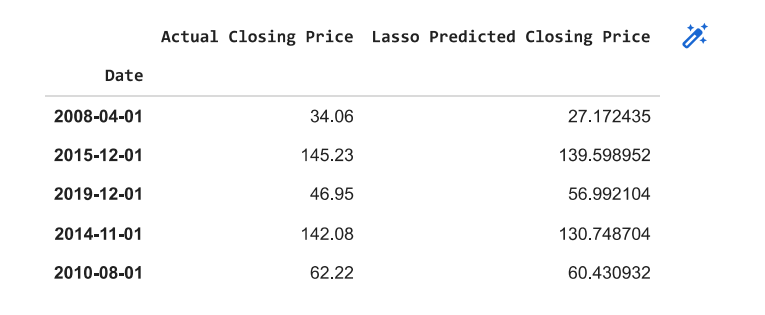 Actual Closing Price Lasso Predicted Closing Price
Date
2008-04-01 34.06 27.172435
2015-12-01 145.23 139.598952
2019-12-01 46.95 56.992104
2014-11-01 142.08 130.748704
2010-08-01 62.22 60.430932